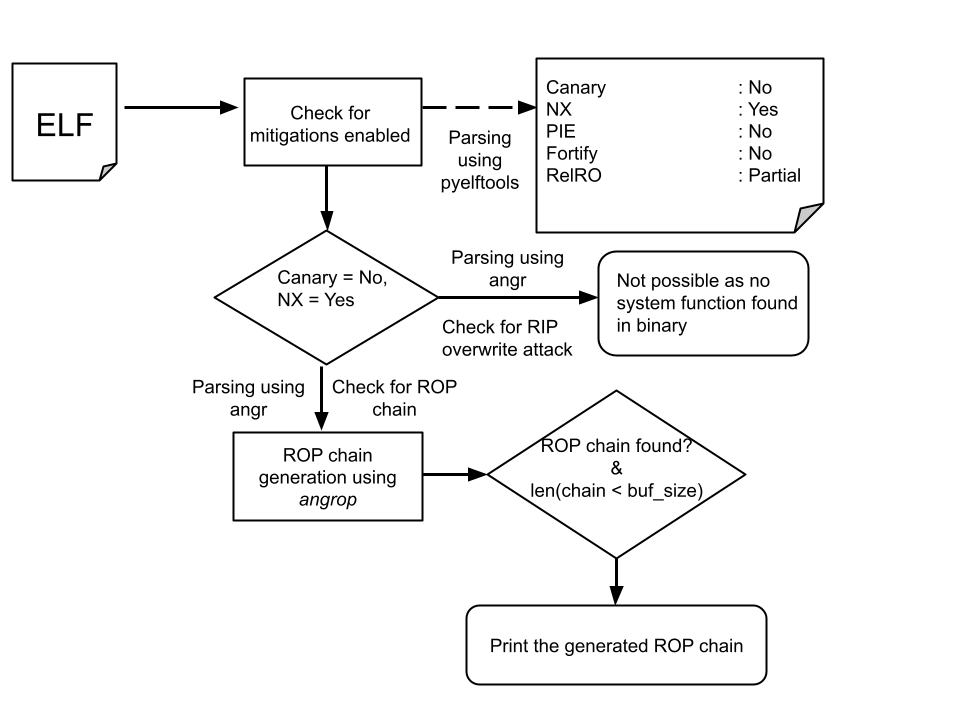 ELF
Check for
mitigations enabled
Parsing
using
pyelftools
Canary : No
NX : Yes
PIE : No
Fortify : No
RelRO : Partial
Canary = No,
NX = Yes
Parsing using
angr
Check for RIP
overwrite attack
Not possible as no
system function found
in binary
Parsing using
angr
Check for ROP
chain
ROP chain
generation using
angrop
ROP chain found?
&
len(chain < buf_size)
Print the generated ROP chain